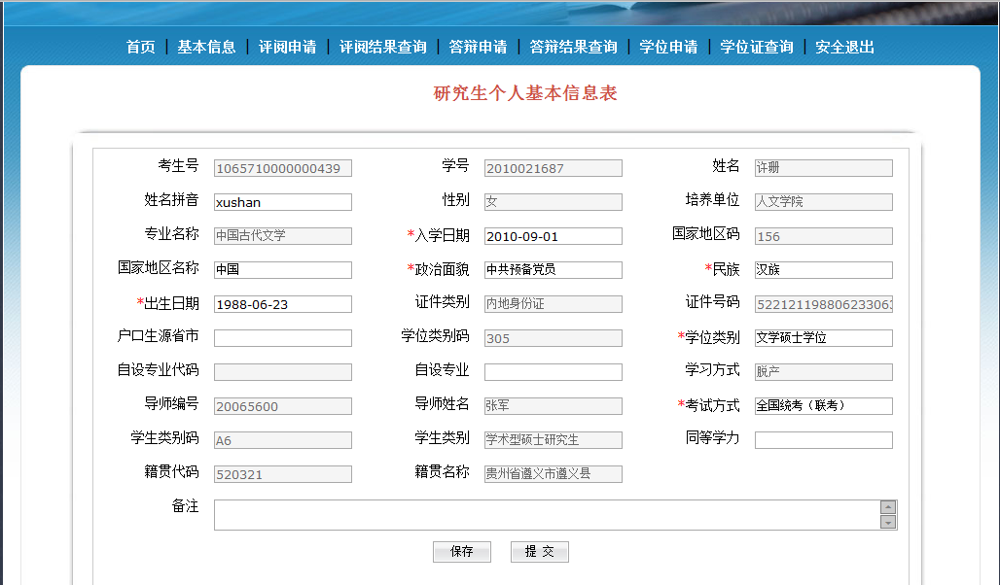 首页 | 基本信息 | 评阅申请 | 评阅结果查询 | 答辩申请 | 答辩结果查询 | 学位申请 | 学位证查询 | 安全退出
研究生个人基本信息表
考生号 1065710000000439 学号 2010021687 姓名 许珊
姓名拼音 xushan 性别 女 培养单位 人文学院
专业名称 中国古代文学 *入学日期 2010-09-01 国家地区码 156
国家地区名称 中国 *政治面貌 中共预备党员 *民族 汉族
*出生日期 1988-06-23 证件类别 内地身份证 证件号码 52212119880623306
户口生源省市 学位类别码 305 *学位类别 文学硕士学位
自设专业代码 自设专业 学习方式 脱产
导师编号 20065600 导师姓名 张军 *考试方式 全国统考（联考）
学生类别码 A6 学生类别 学术型硕士研究生 同等学力
籍贯代码 520321 籍贯名称 贵州省遵义市遵义县
备注
保存 提 交